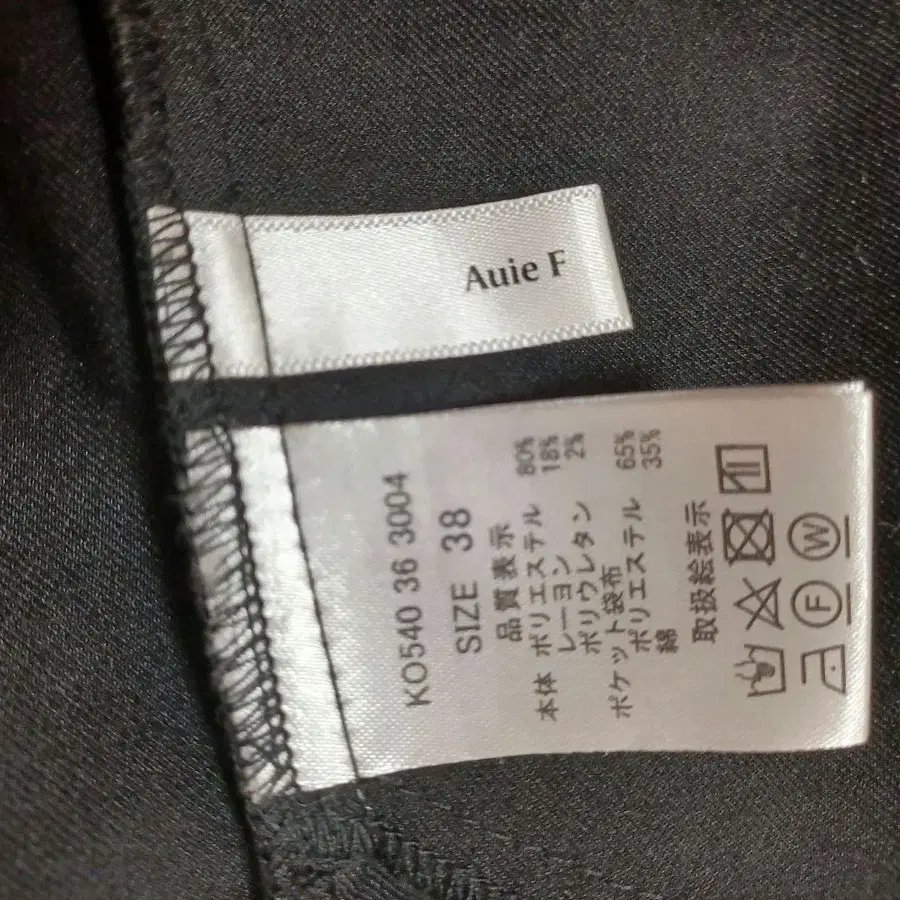 Auie F
KO540 36 3004
SIZE 38
品質表示
本体 ポリエステル 80%
レーヨン 18%
ポリウレタン 2%
ポケット袋布
ポリエステル 65%
綿 35%
取扱絵表示
F W